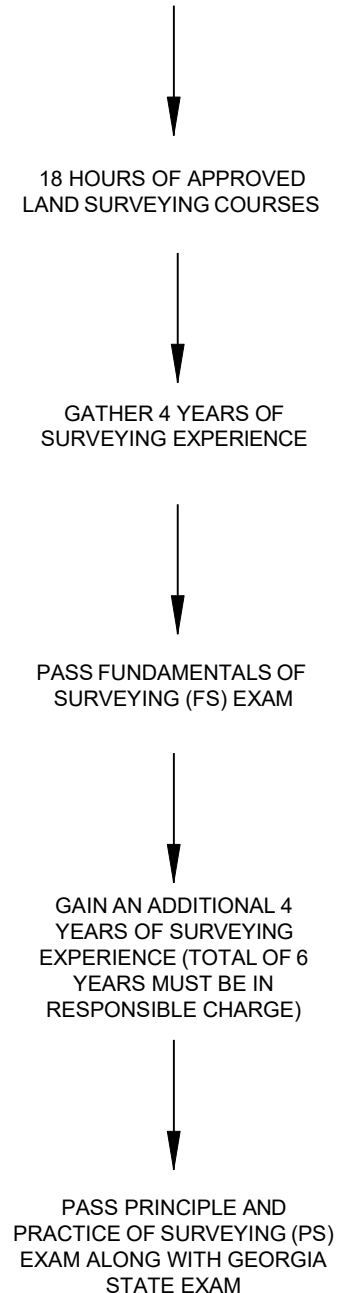 18 HOURS OF APPROVED
LAND SURVEYING COURSES
GATHER 4 YEARS OF
SURVEYING EXPERIENCE
PASS FUNDAMENTALS OF
SURVEYING (FS) EXAM
GAIN AN ADDITIONAL 4
YEARS OF SURVEYING
EXPERIENCE (TOTAL OF 6
YEARS MUST BE IN
RESPONSIBLE CHARGE)
PASS PRINCIPLE AND
PRACTICE OF SURVEYING (PS)
EXAM ALONG WITH GEORGIA
STATE EXAM